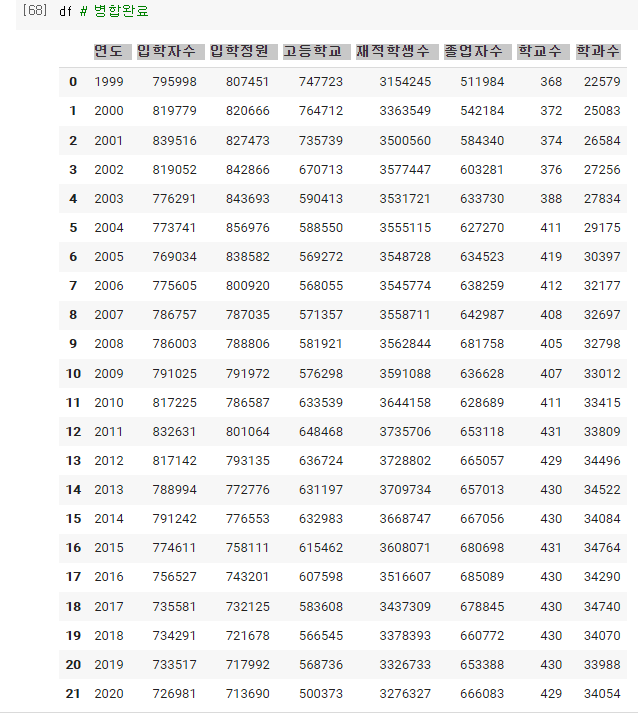 [68] df # 병합완료
연도 입학자수 입학정원 고등학교 재적학생수 졸업자수 학교수 학과수
0 1999 795998 807451 747723 3154245 511984 368 22579
1 2000 819779 820666 764712 3363549 542184 372 25083
2 2001 839516 827473 735739 3500560 584340 374 26584
3 2002 819052 842866 670713 3577447 603281 376 27256
4 2003 776291 843693 590413 3531721 633730 388 27834
5 2004 773741 856976 588550 3555115 627270 411 29175
6 2005 769034 838582 569272 3548728 634523 419 30397
7 2006 775605 800920 568055 3545774 638259 412 32177
8 2007 786757 787035 571357 3558711 642987 408 32697
9 2008 786003 788806 581921 3562844 681758 405 32798
10 2009 791025 791972 576298 3591088 636628 407 33012
11 2010 817225 786587 633539 3644158 628689 411 33415
12 2011 832631 801064 648468 3735706 653118 431 33809
13 2012 817142 793135 636724 3728802 665057 429 34496
14 2013 788994 772776 631197 3709734 657013 430 34522
15 2014 791242 776553 632983 3668747 667056 430 34084
16 2015 774611 758111 615462 3608071 680698 431 34764
17 2016 756527 743201 607598 3516607 685089 430 34290
18 2017 735581 732125 583608 3437309 678845 430 34740
19 2018 734291 721678 566545 3378393 660772 430 34070
20 2019 733517 717992 568736 3326733 653388 430 33988
21 2020 726981 713690 500373 3276327 666083 429 34054